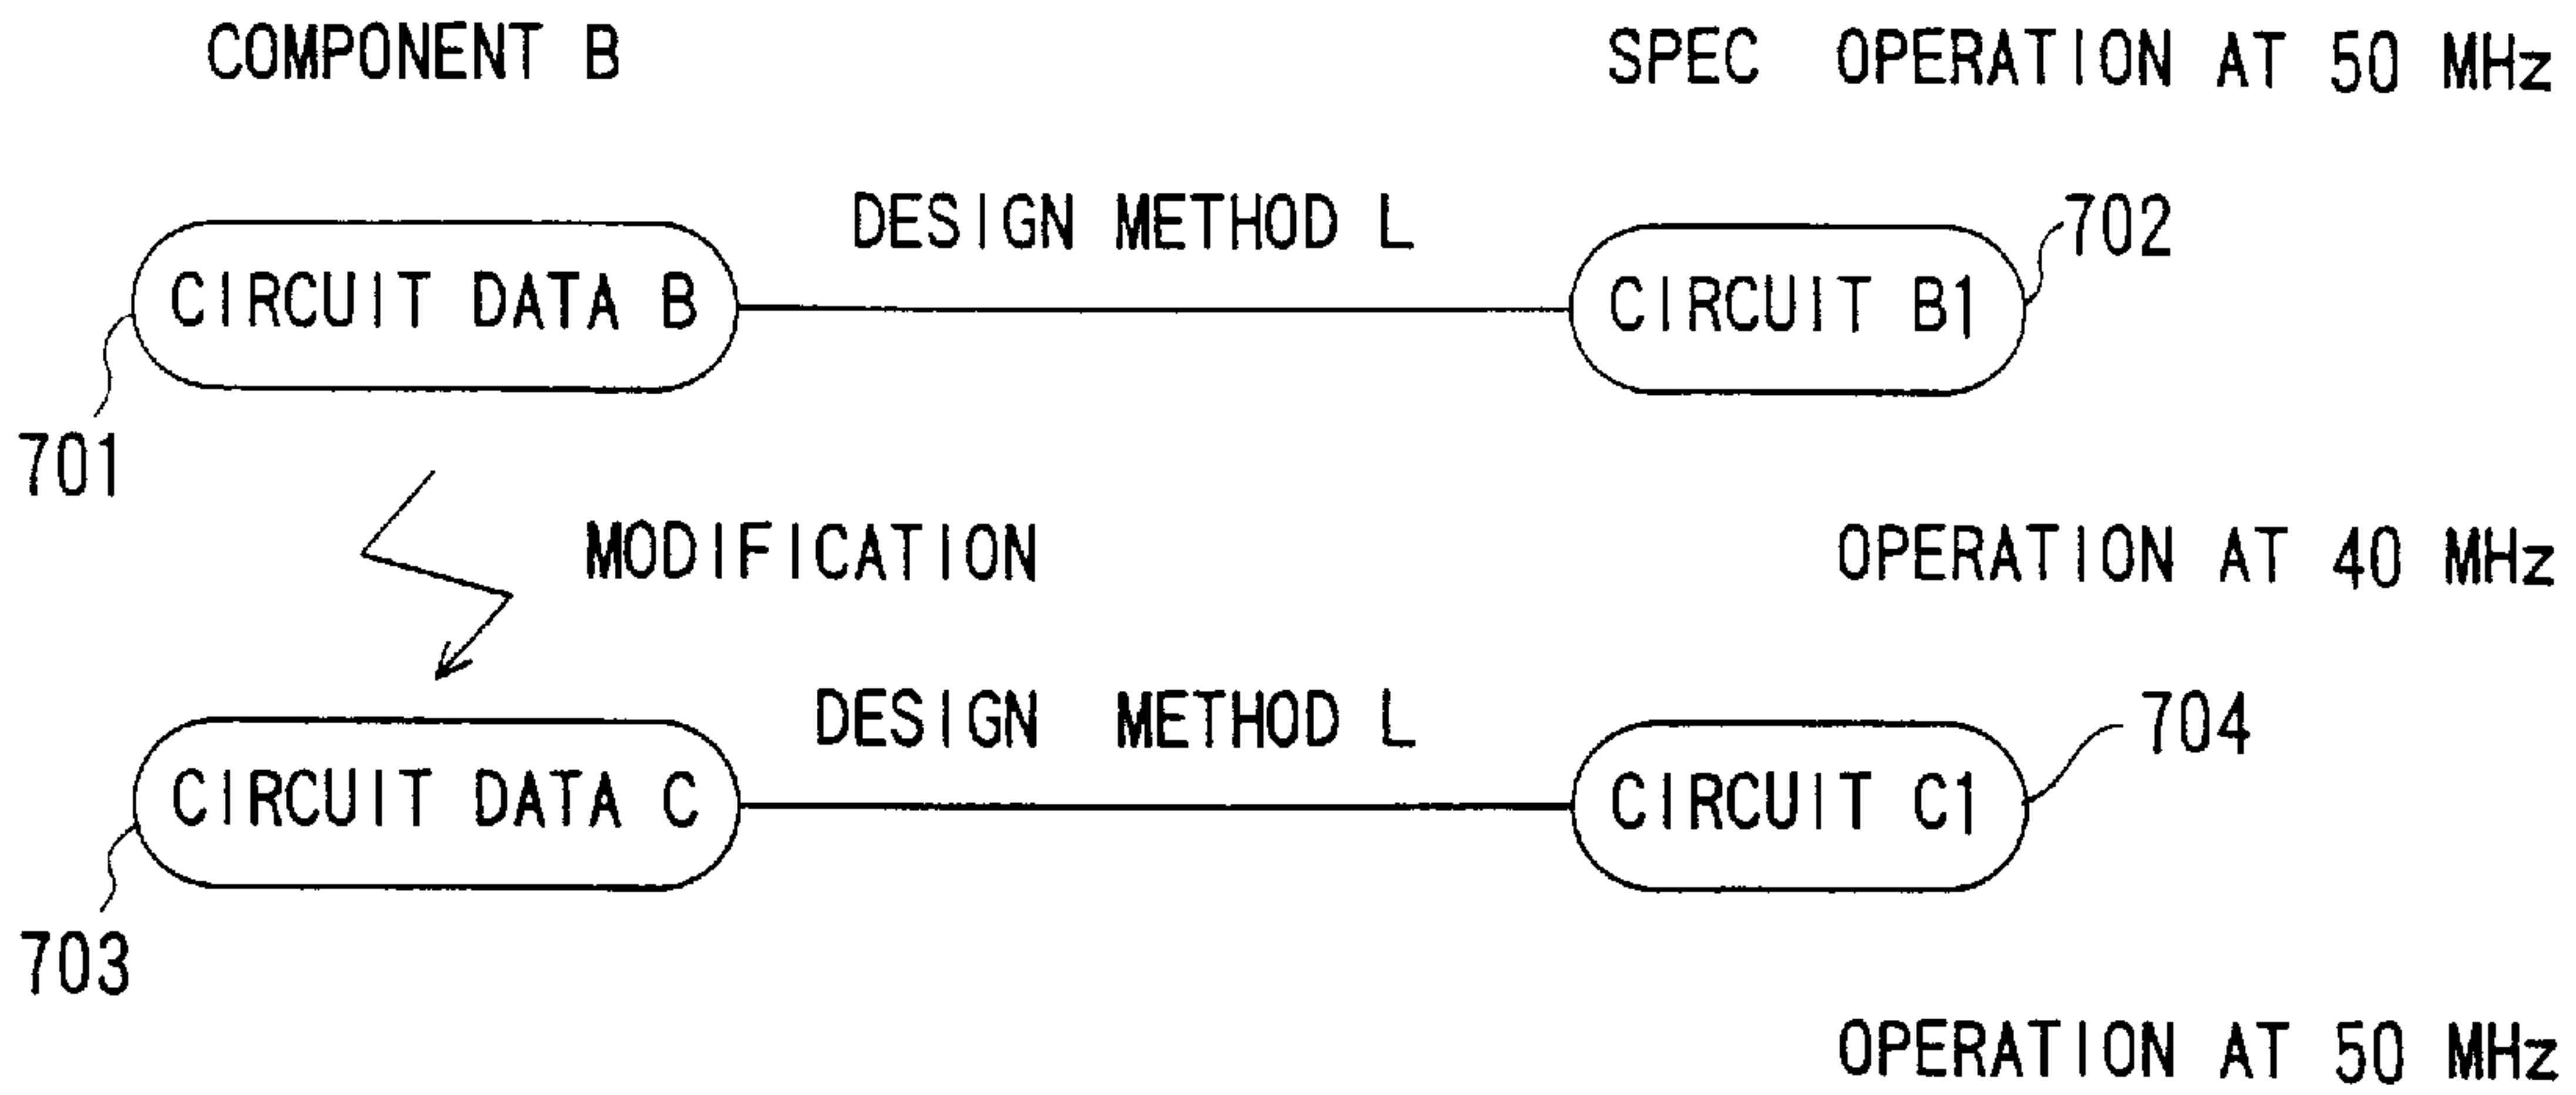 COMPONENT B
SPEC OPERATION AT 50 MHz
DESIGN METHOD L
702
CIRCUIT DATA B
CIRCUIT B1
701
MODIFICATION
OPERATION AT 40 MHz
DESIGN METHOD L
704
CIRCUIT DATA C
CIRCUIT C1
703
OPERATION AT 50 MHz